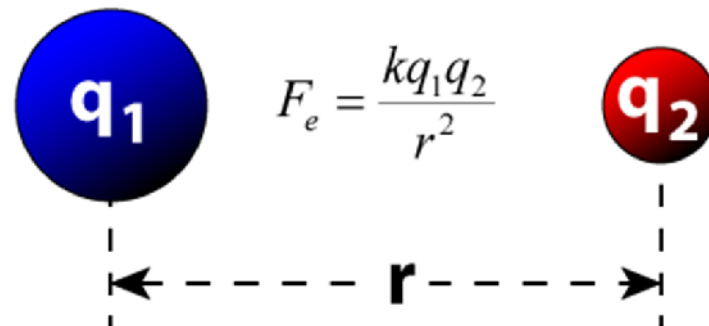 q₁
Fₑ = kq₁q₂ / r²
q₂
r